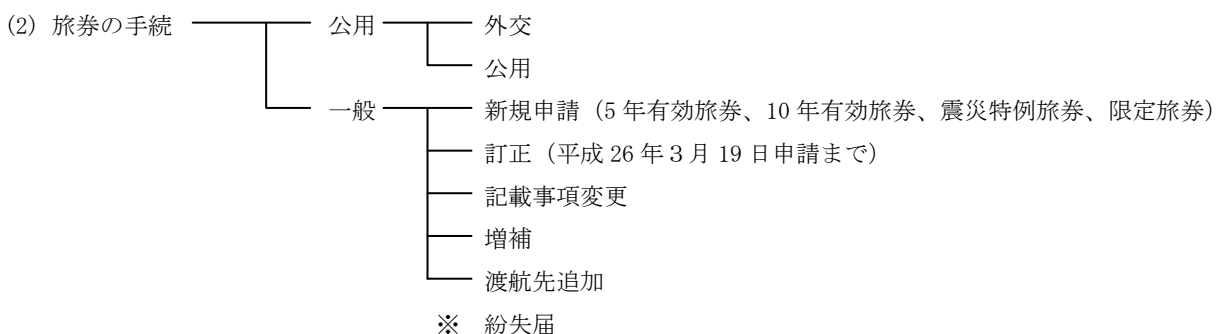 (2) 旅券の手続 公用 外交
公用
一般 新規申請（5 年有効旅券、10 年有効旅券、震災特例旅券、限定旅券）
訂正（平成 26 年３月 19 日申請まで）
記載事項変更
増補
渡航先追加
※ 紛失届